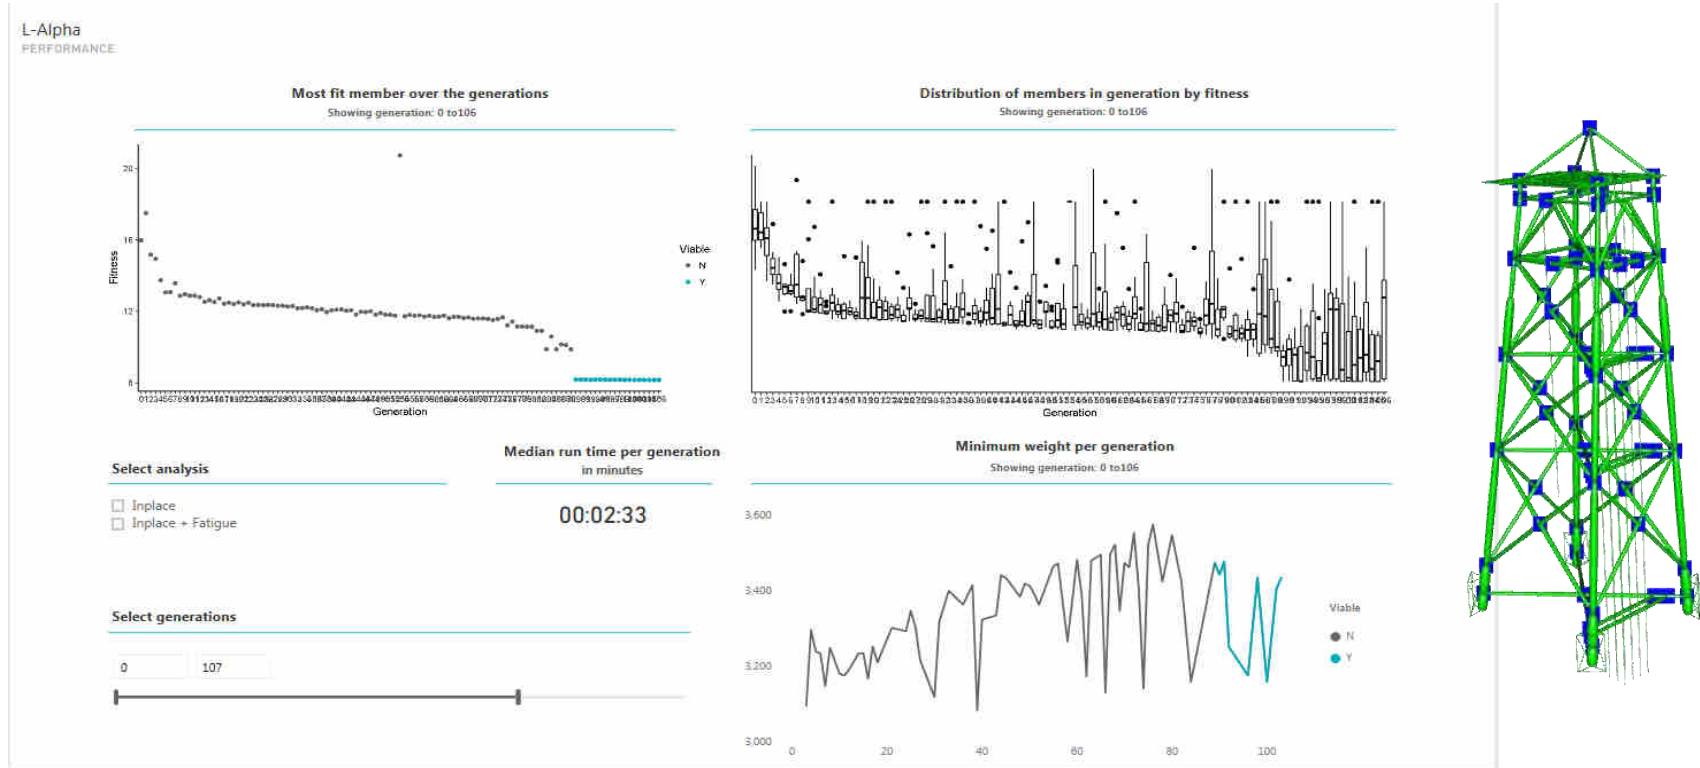 L-Alpha
PERFORMANCE
Most fit member over the generations
Showing generation: 0 to106
20
16
12
8
Fitness
Generation
Viable
N
Y
Distribution of members in generation by fitness
Showing generation: 0 to106
Generation
Select analysis
Inplace
Inplace + Fatigue
Median run time per generation
in minutes
00:02:33
Select generations
0 107
Minimum weight per generation
Showing generation: 0 to106
3,600
3,400
3,200
3,000
0 20 40 60 80 100
Viable
N
Y